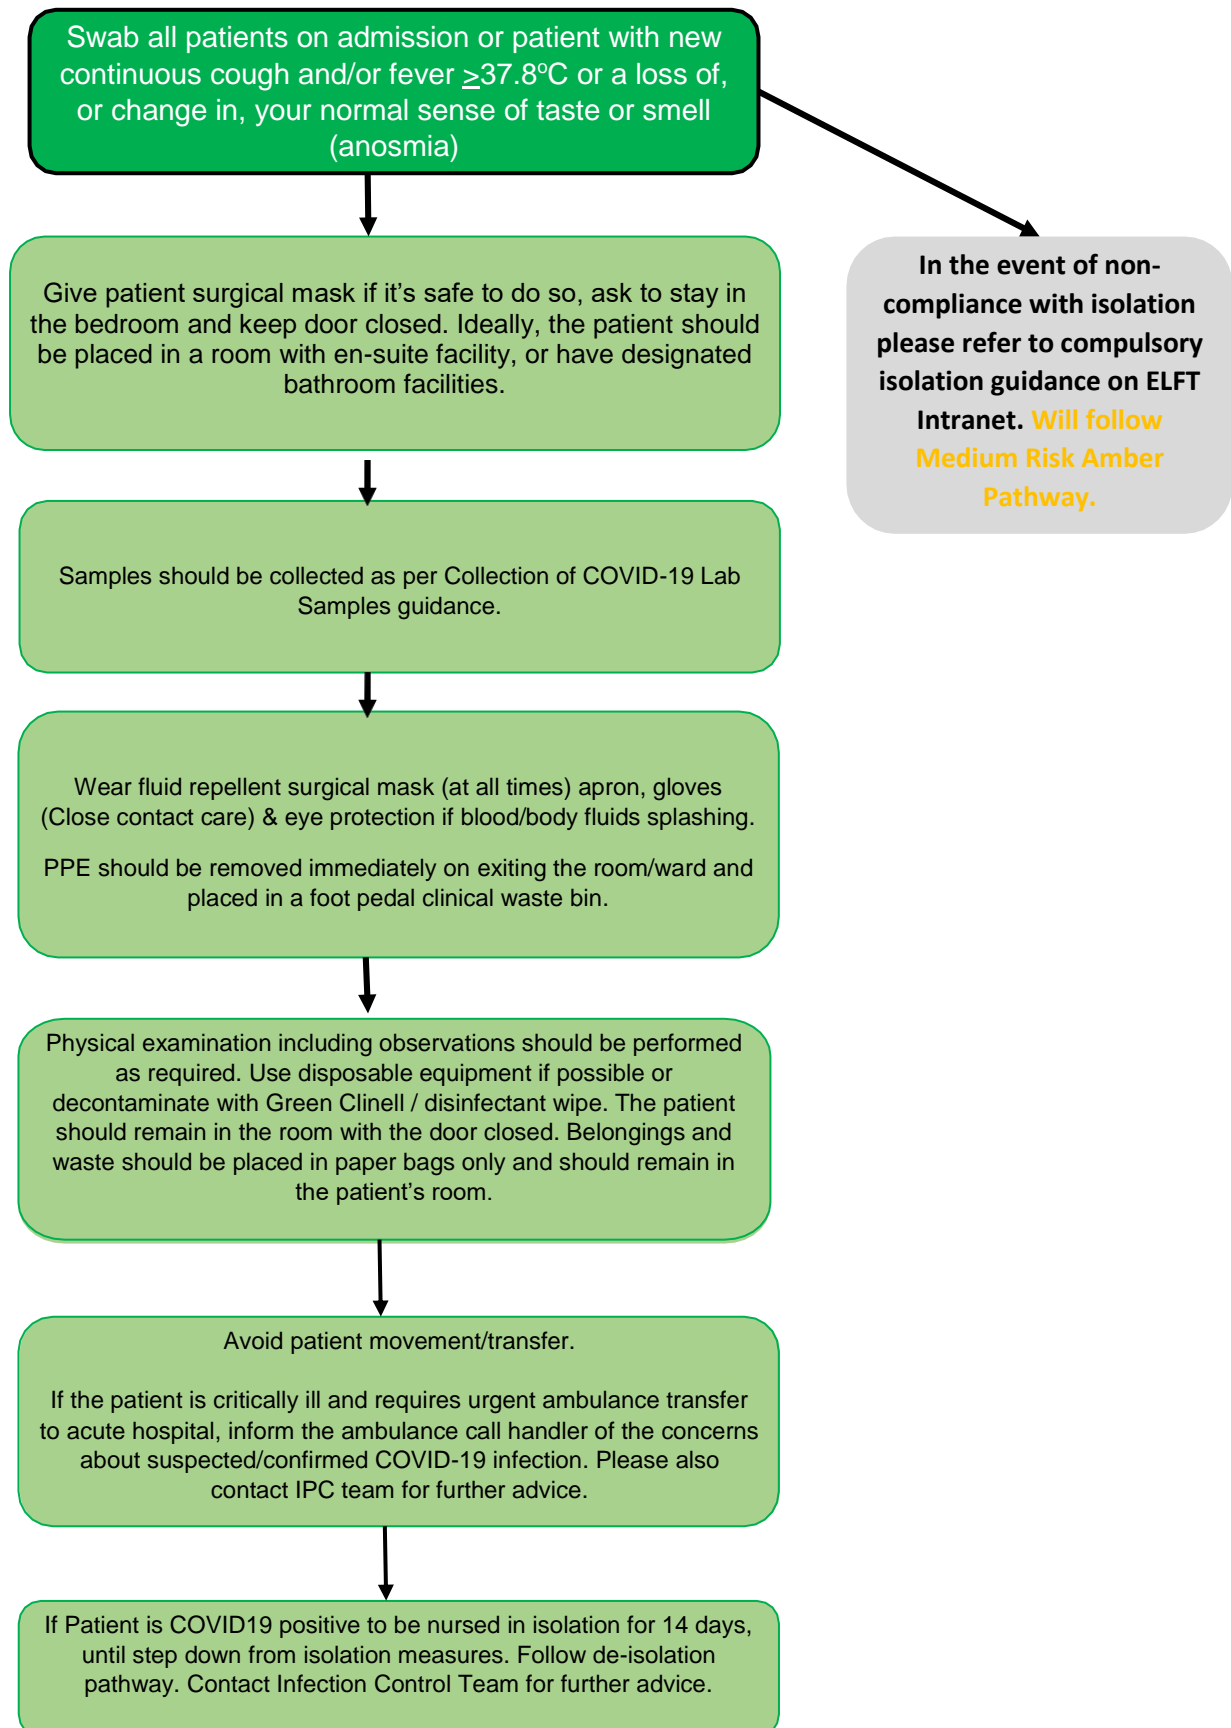 Swab all patients on admission or patient with new
continuous cough and/or fever ≥37.8ºC or a loss of,
or change in, your normal sense of taste or smell
(anosmia)
In the event of non-
compliance with isolation
please refer to compulsory
isolation guidance on ELFT
Intranet. Will follow
Medium Risk Amber
Pathway.
Give patient surgical mask if it’s safe to do so, ask to stay in
the bedroom and keep door closed. Ideally, the patient should
be placed in a room with en-suite facility, or have designated
bathroom facilities.
Samples should be collected as per Collection of COVID-19 Lab
Samples guidance.
Wear fluid repellent surgical mask (at all times) apron, gloves
(Close contact care) & eye protection if blood/body fluids splashing.
PPE should be removed immediately on exiting the room/ward and
placed in a foot pedal clinical waste bin.
Physical examination including observations should be performed
as required. Use disposable equipment if possible or
decontaminate with Green Clinell / disinfectant wipe. The patient
should remain in the room with the door closed. Belongings and
waste should be placed in paper bags only and should remain in
the patient’s room.
Avoid patient movement/transfer.
If the patient is critically ill and requires urgent ambulance transfer
to acute hospital, inform the ambulance call handler of the concerns
about suspected/confirmed COVID-19 infection. Please also
contact IPC team for further advice.
If Patient is COVID19 positive to be nursed in isolation for 14 days,
until step down from isolation measures. Follow de-isolation
pathway. Contact Infection Control Team for further advice.